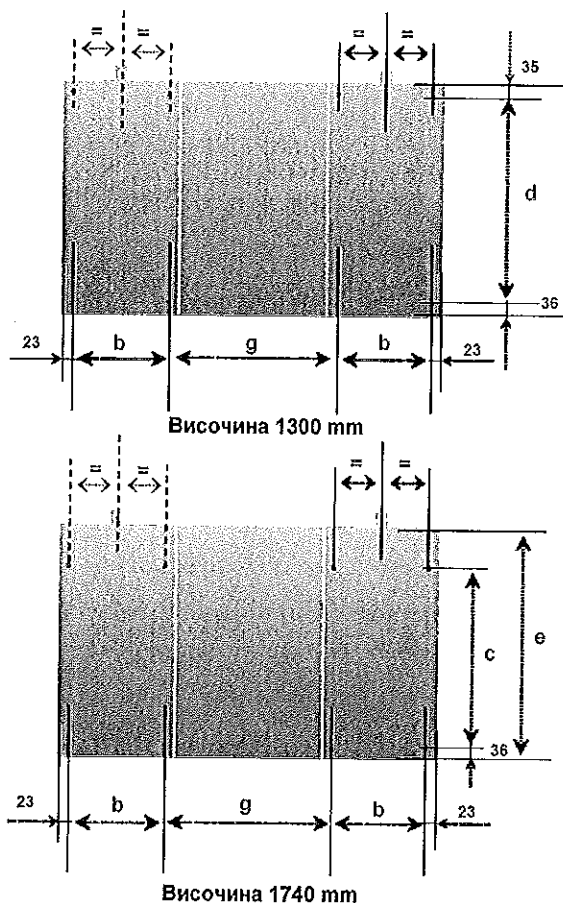 = = = =
35
d
36
23 b g b 23
Височина 1300 mm
= = = =
c e
36
23 b g b 23
Височина 1740 mm